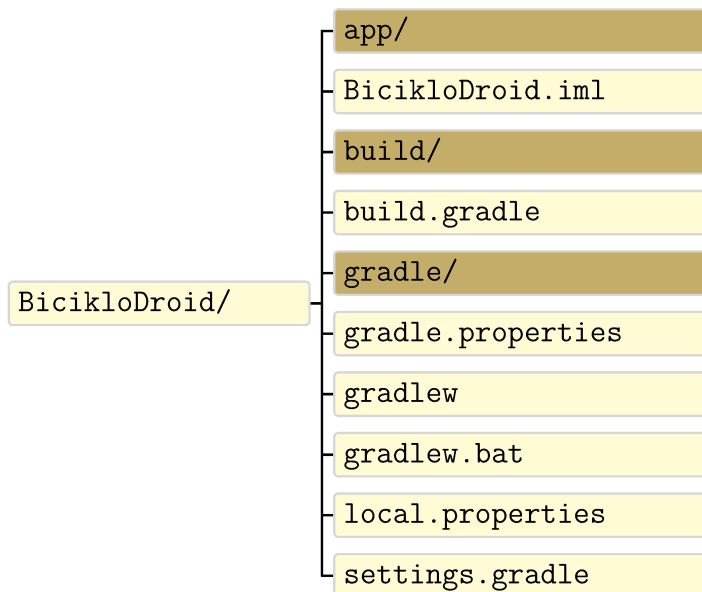 app/
BicikloDroid.iml
build/
build.gradle
gradle/
BicikloDroid/
gradle.properties
gradlew
gradlew.bat
local.properties
settings.gradle